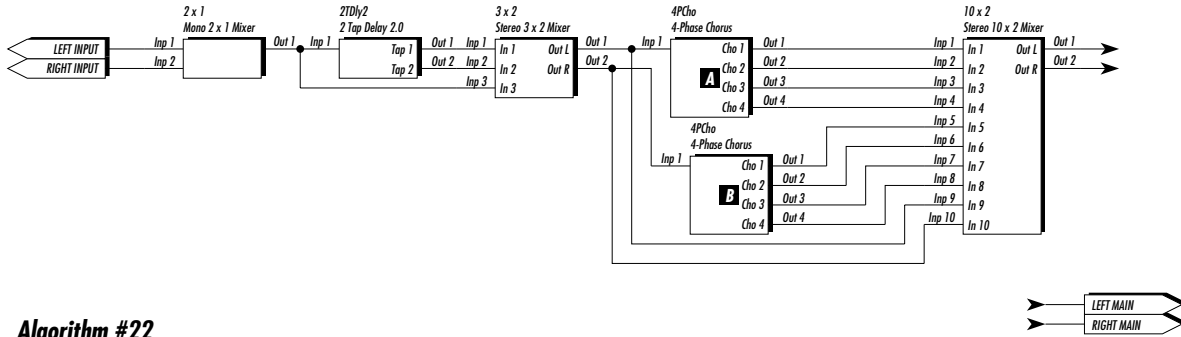 2 x 1
Mono 2 x 1 Mixer
2TDly2
2 Tap Delay 2.0
3 x 2
Stereo 3 x 2 Mixer
4PCho
4-Phase Chorus
10 x 2
Stereo 10 x 2 Mixer
LEFT INPUT
RIGHT INPUT
Inp 1
Inp 2
Out 1
Inp 1
Tap 1
Tap 2
Out 1
Out 2
Inp 1
Inp 2
Inp 3
In 1
In 2
In 3
Out L
Out R
Out 1
Out 2
Inp 1
A
Cho 1
Cho 2
Cho 3
Cho 4
Out 1
Out 2
Out 3
Out 4
4PCho
4-Phase Chorus
Inp 1
B
Cho 1
Cho 2
Cho 3
Cho 4
Out 1
Out 2
Out 3
Out 4
Inp 1
Inp 2
Inp 3
Inp 4
Inp 5
Inp 6
Inp 7
Inp 8
Inp 9
Inp 10
In 1
In 2
In 3
In 4
In 5
In 6
In 7
In 8
In 9
In 10
Out L
Out R
Out 1
Out 2
LEFT MAIN
RIGHT MAIN
Algorithm #22